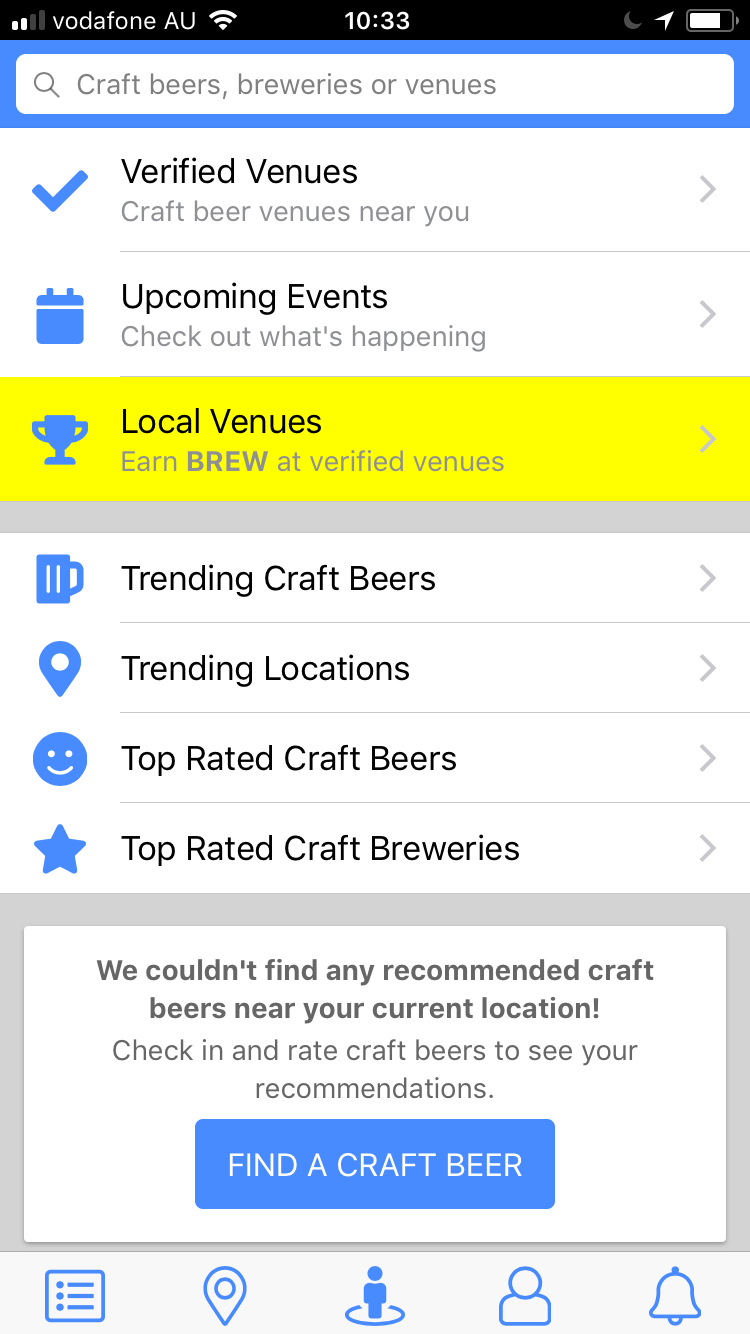 vodafone AU 10:33
Craft beers, breweries or venues
Verified Venues
Craft beer venues near you
Upcoming Events
Check out what's happening
Local Venues
Earn BREW at verified venues
Trending Craft Beers
Trending Locations
Top Rated Craft Beers
Top Rated Craft Breweries
We couldn't find any recommended craft
beers near your current location!
Check in and rate craft beers to see your
recommendations.
FIND A CRAFT BEER